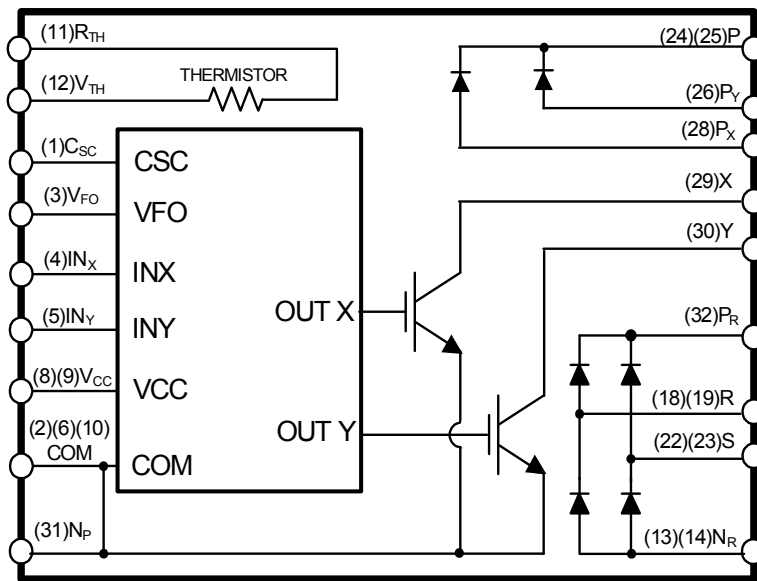 (11)RTH
(12)VTH
THERMISTOR
(1)CSC
(3)VFO
(4)INX
(5)INY
(8)(9)VCC
(2)(6)(10)
COM
(31)NP
CSC
VFO
INX
INY
VCC
COM
OUT X
OUT Y
(24)(25)P
(26)PY
(28)PX
(29)X
(30)Y
(32)PR
(18)(19)R
(22)(23)S
(13)(14)NR